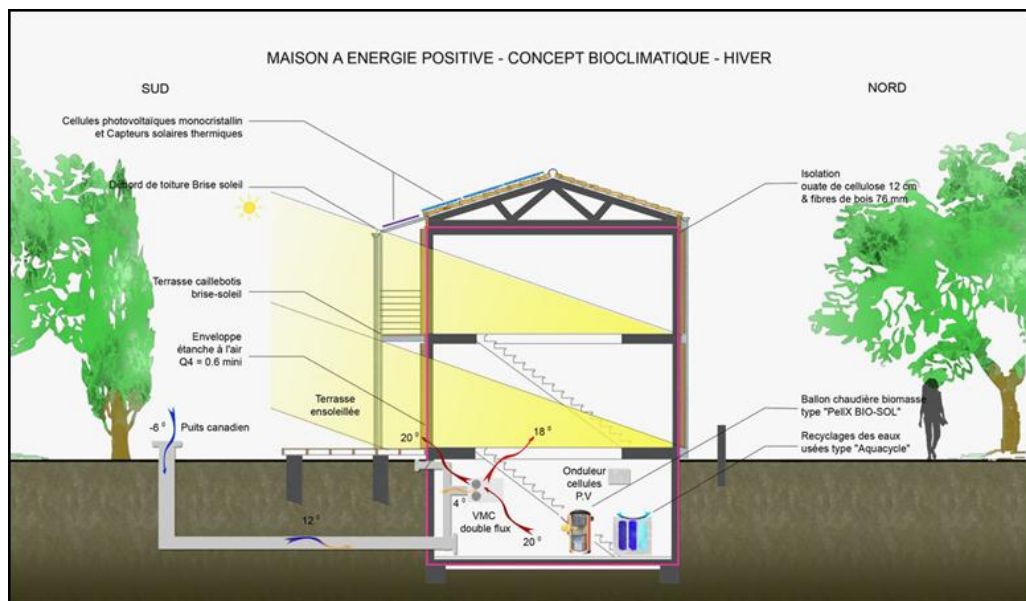 MAISON A ENERGIE POSITIVE - CONCEPT BIOCLIMATIQUE - HIVER
SUD
NORD
Cellules photovoltaïques monocristallin
et Capteurs solaires thermiques
Débord de toiture Brise soleil
Isolation
ouate de cellulose 12 cm
& fibres de bois 76 mm
Terrasse caillebotis
brise-soleil
Enveloppe
étanche à l'air
Q4 = 0.6 mini
Terrasse
ensoleillée
Ballon chaudière biomasse
type "PellX BIO-SOL"
Recyclages des eaux
usées type "Aquacycle"
-6°
Puits canadien
20°
18°
Onduleur
cellules
P.V
4°
VMC
double flux
12°
20°